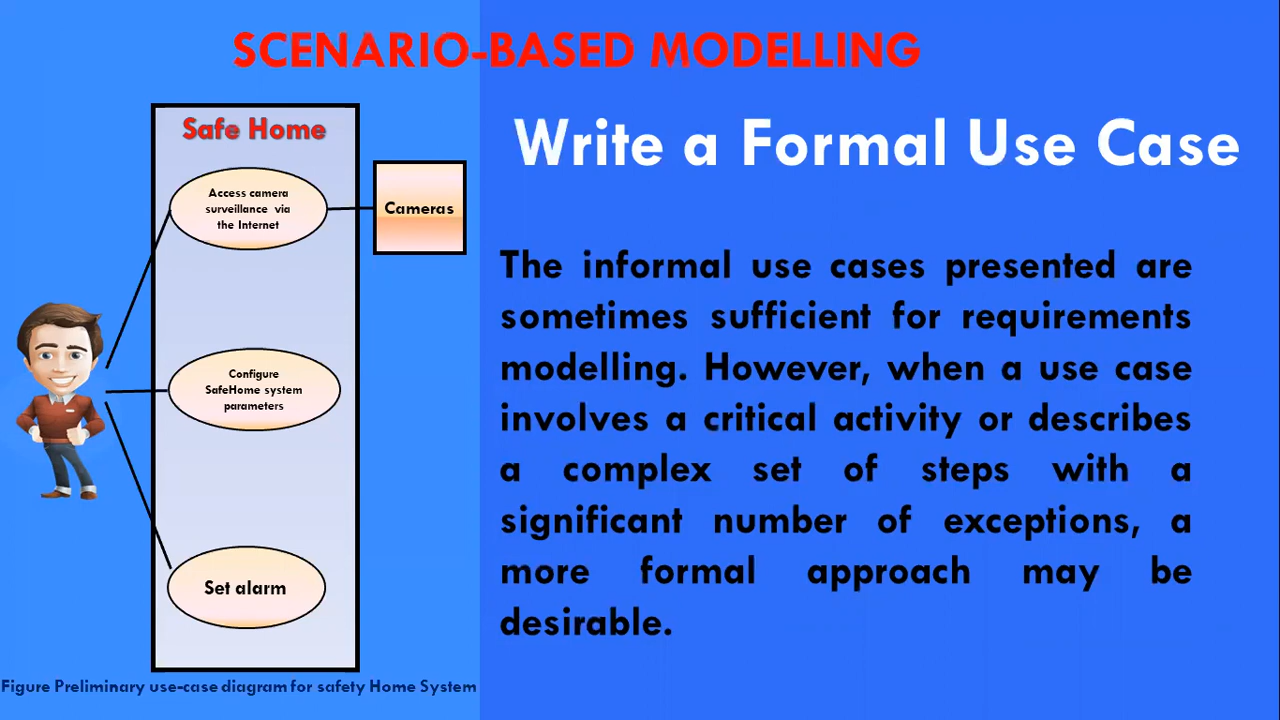 SCENARIO-BASED MODELLING
Safe Home
Access camera
surveillance via
the Internet
Cameras
Configure
SafeHome system
parameters
Set alarm
Figure Preliminary use-case diagram for safety Home System
Write a Formal Use Case
The informal use cases presented are
sometimes sufficient for requirements
modelling. However, when a use case
involves a critical activity or describes
a complex set of steps with a
significant number of exceptions, a
more formal approach may be
desirable.